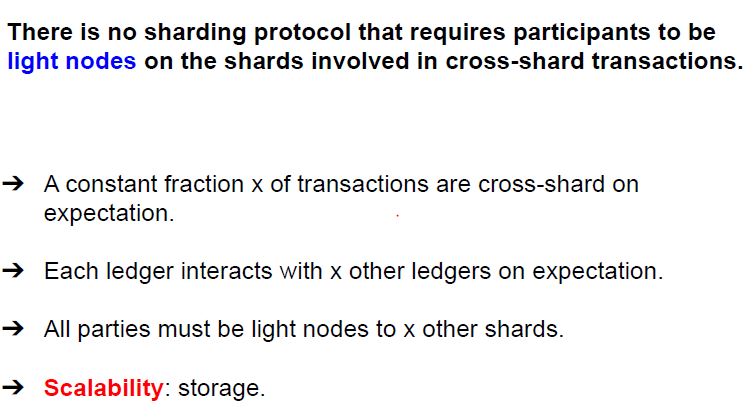 There is no sharding protocol that requires participants to be
light nodes on the shards involved in cross-shard transactions.
➔ A constant fraction x of transactions are cross-shard on
expectation.
➔ Each ledger interacts with x other ledgers on expectation.
➔ All parties must be light nodes to x other shards.
➔ Scalability: storage.